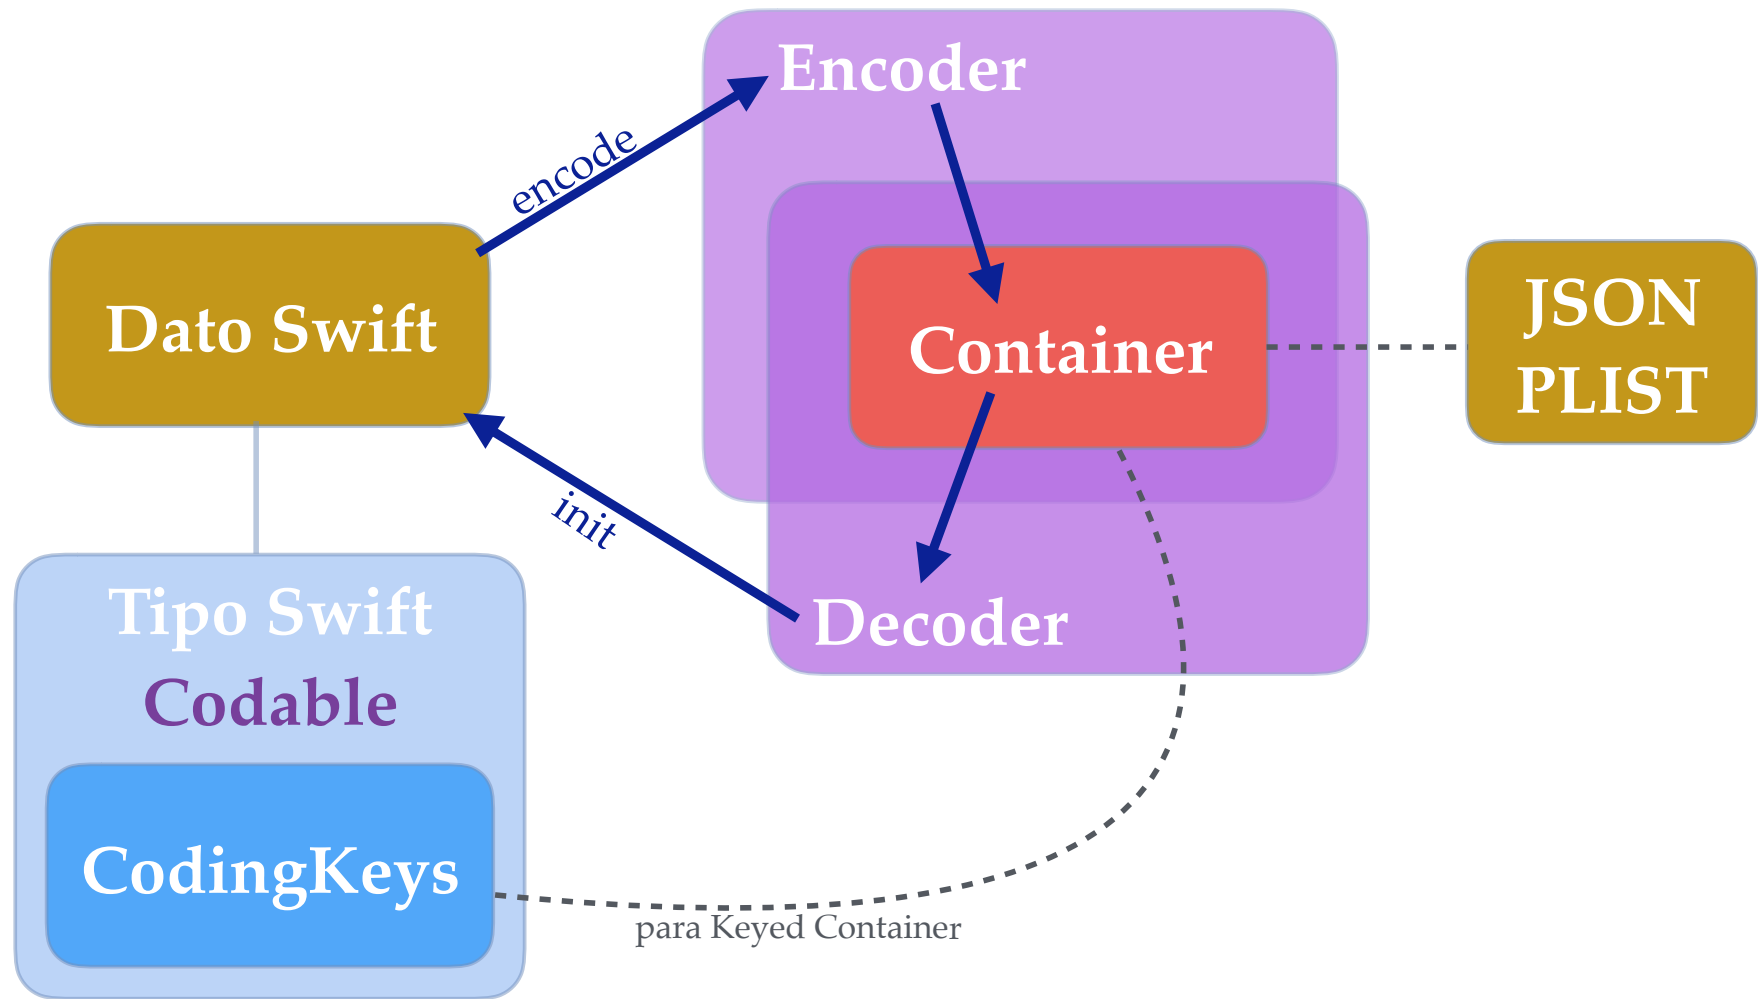 Encoder
encode
Dato Swift
Container
JSON
PLIST
init
Decoder
Tipo Swift
Codable
CodingKeys
para Keyed Container